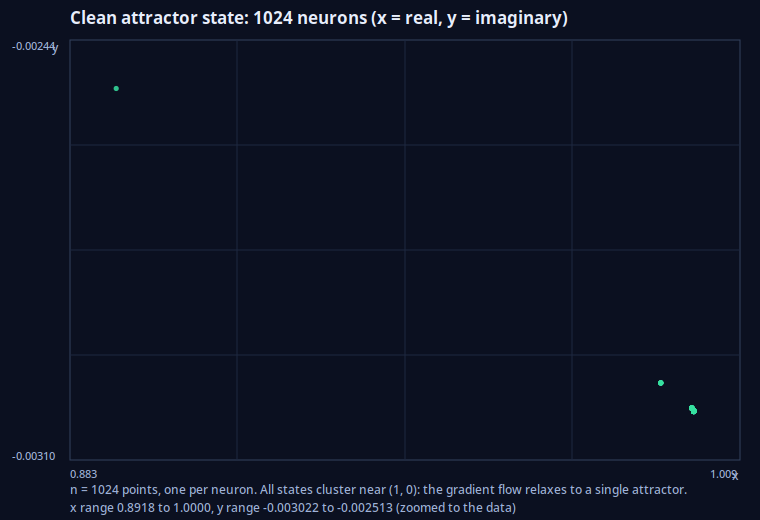 Clean attractor state: 1024 neurons (x = real, y = imaginary)
-0.00244
y
-0.00310
0.883
1.009
x
n = 1024 points, one per neuron. All states cluster near (1, 0): the gradient flow relaxes to a single attractor.
x range 0.8918 to 1.0000, y range -0.003022 to -0.002513 (zoomed to the data)